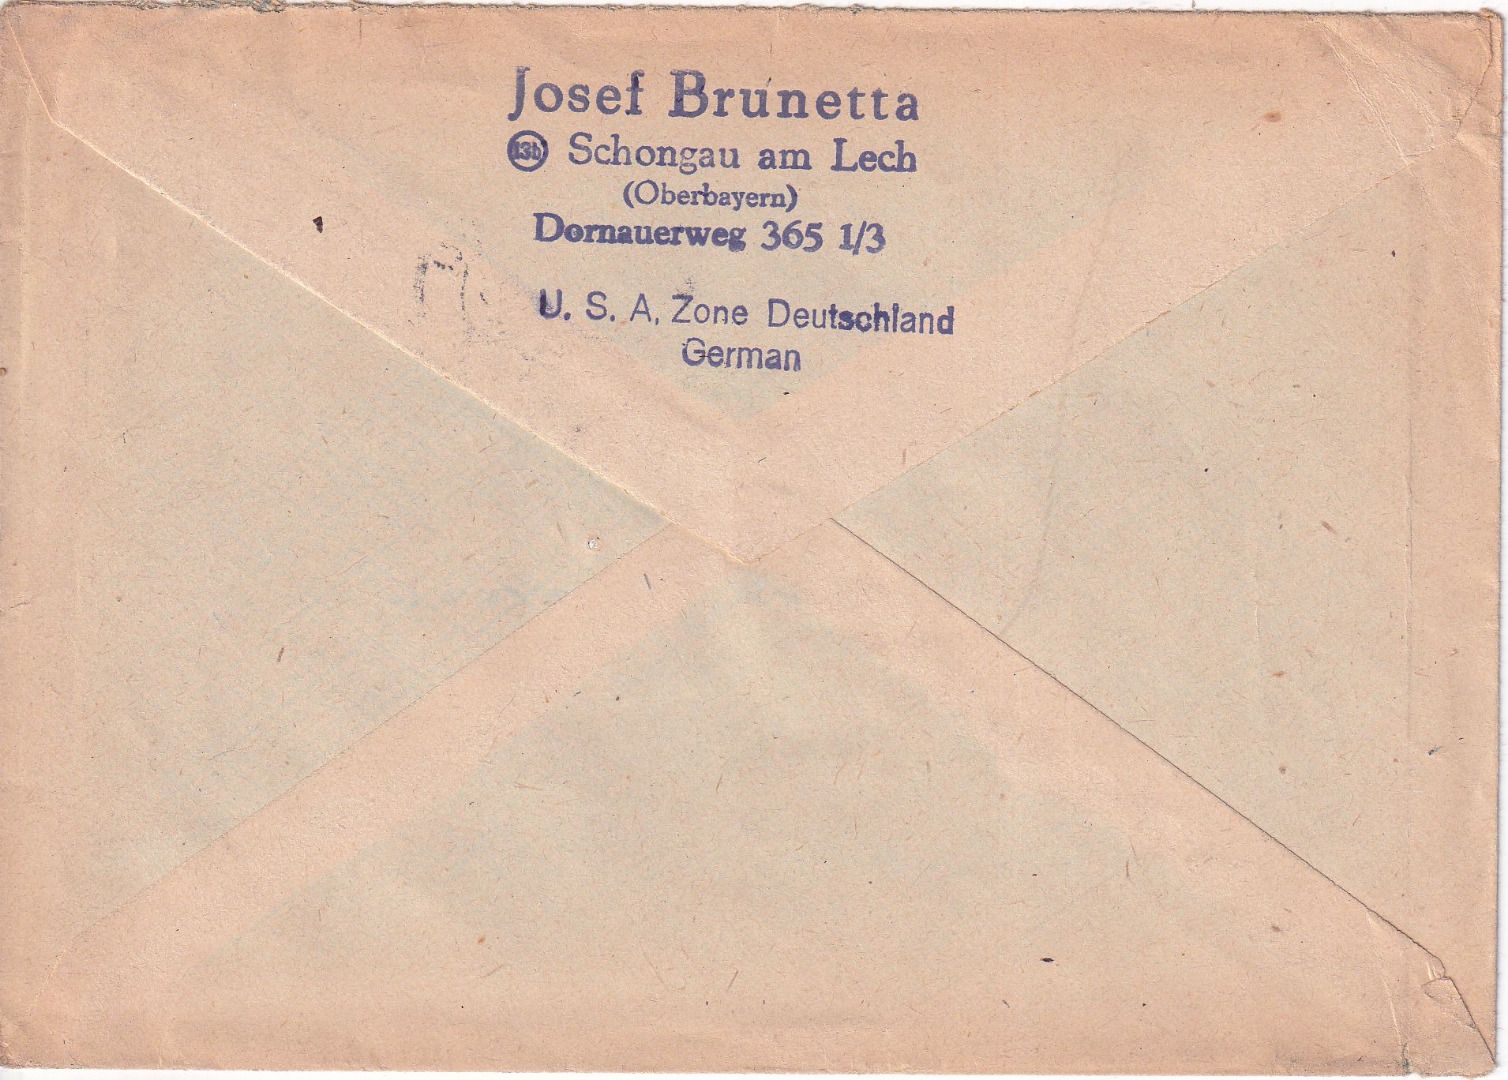 Josef Brunetta
13b Schongau am Lech
(Oberbayern)
Dornauerweg 365 1/3
U. S. A. Zone Deutschland
German